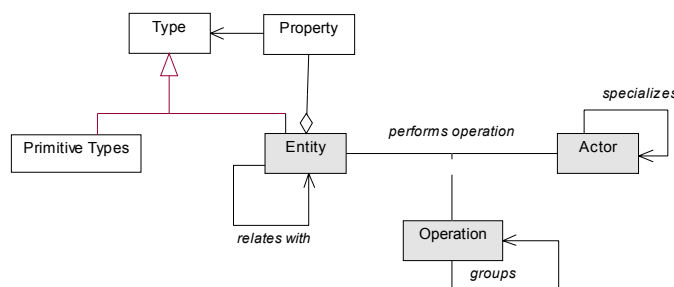 Type
Property
specializes
performs operation
Primitive Types
Entity
Actor
relates with
Operation
groups